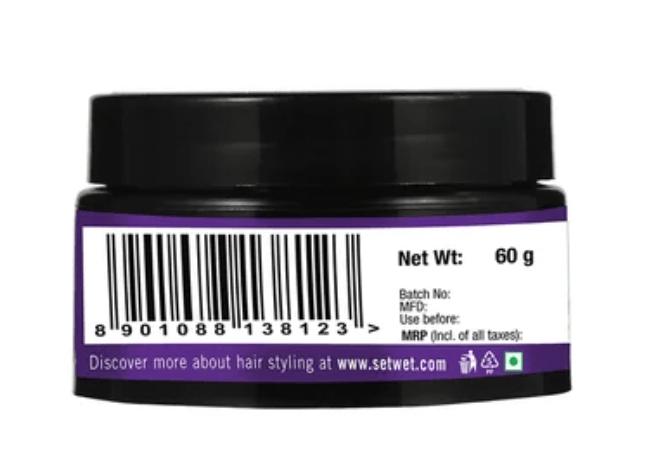 Net Wt: 60 g
Batch No:
MFD:
Use before:
MRP (Incl. of all taxes):
8 901088 138123 >
Discover more about hair styling at www.setwet.com
PP